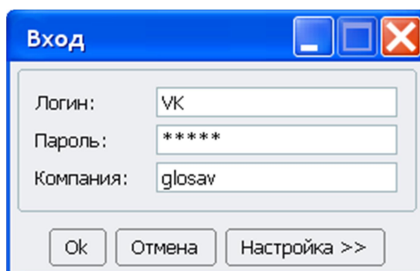 Вход
Логин: VK
Пароль: *****
Компания: glosav
Ok Отмена Настройка >>